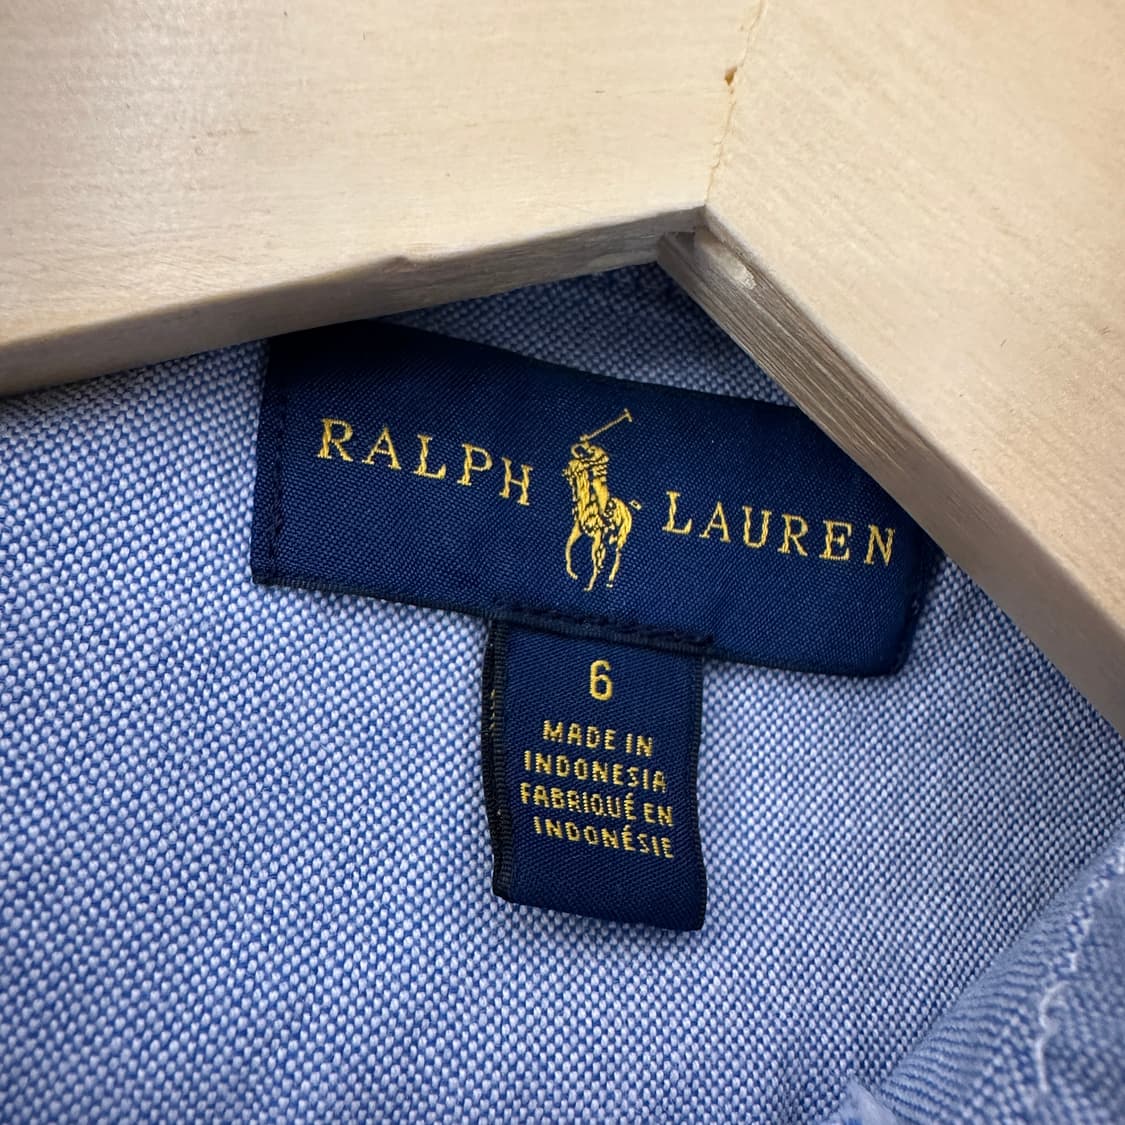 RALPH LAUREN
6
MADE IN
INDONESIA
FABRIQUÉ EN
INDONÉSIE